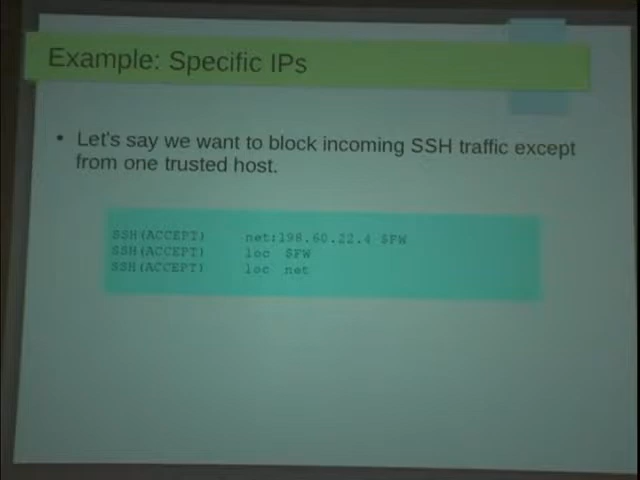 Example: Specific IPs
• Let's say we want to block incoming SSH traffic except
from one trusted host.
SSH(ACCEPT) net:198.60.22.4 $FW
SSH(ACCEPT) loc $FW
SSH(ACCEPT) loc net